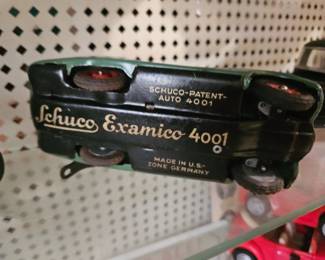 SCHUCO-PATENT-
AUTO 4001
Schuco Examico 4001
MADE IN U.S.-
ZONE GERMANY